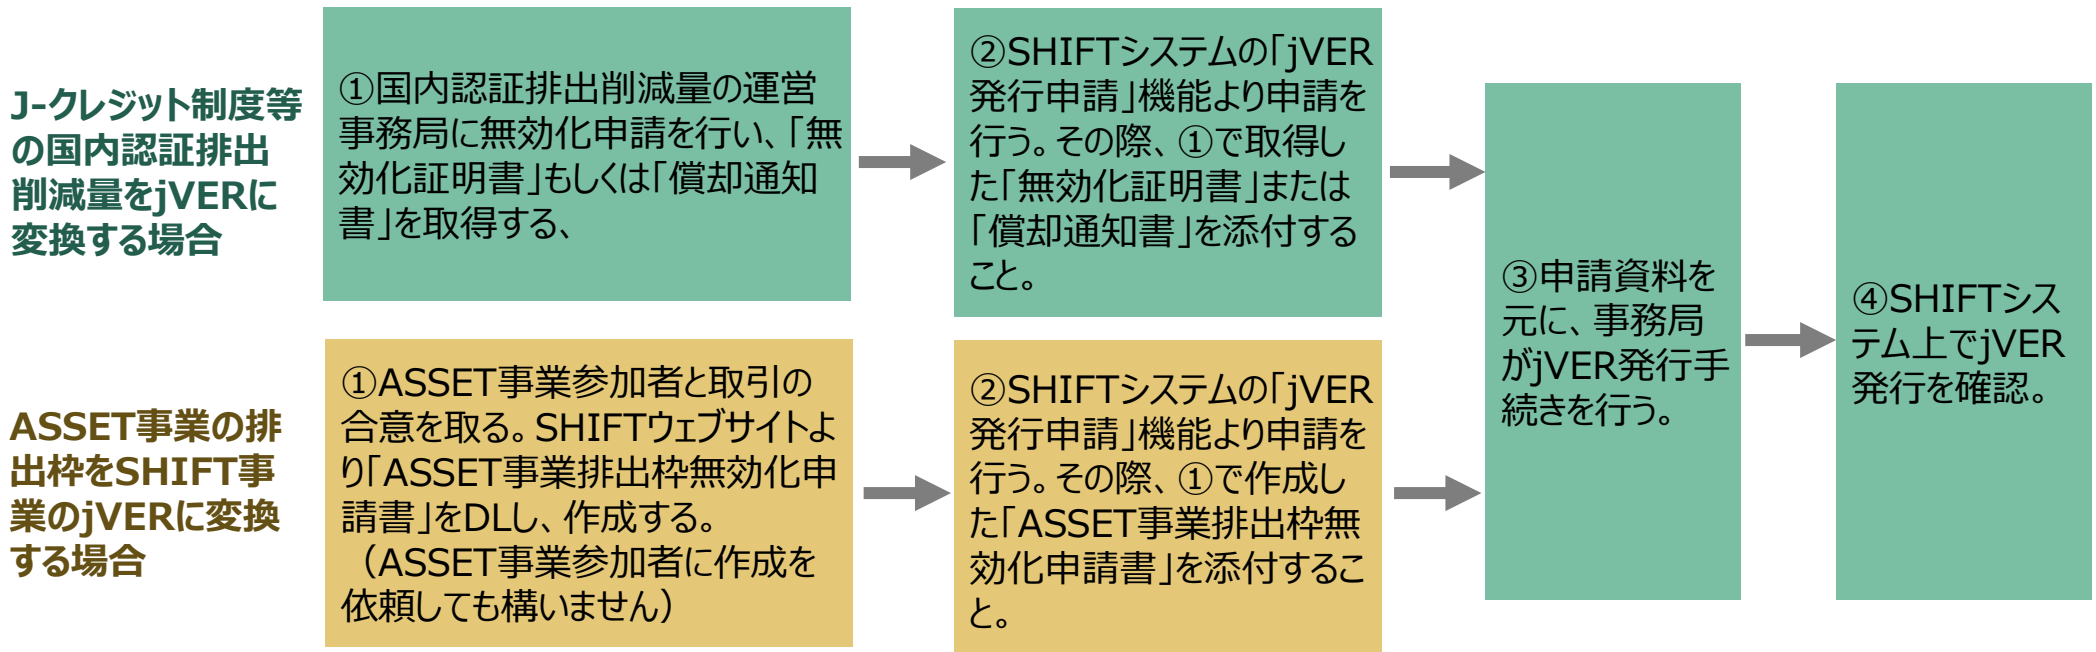 J-クレジット制度等
の国内認証排出
削減量をjVERに
変換する場合
①国内認証排出削減量の運営
事務局に無効化申請を行い、「無
効化証明書」もしくは「償却通知
書」を取得する、
②SHIFTシステムの「jVER
発行申請」機能より申請を
行う。その際、①で取得し
た「無効化証明書」または
「償却通知書」を添付する
こと。
ASSET事業の排
出枠をSHIFT事
業のjVERに変換
する場合
①ASSET事業参加者と取引の
合意を取る。SHIFTウェブサイトよ
り「ASSET事業排出枠無効化申
請書」をDLし、作成する。
（ASSET事業参加者に作成を
依頼しても構いません）
②SHIFTシステムの「jVER
発行申請」機能より申請を
行う。その際、①で作成し
た「ASSET事業排出枠無
効化申請書」を添付するこ
と。
③申請資料を
元に、事務局
がjVER発行手
続きを行う。
④SHIFTシス
テム上でjVER
発行を確認。